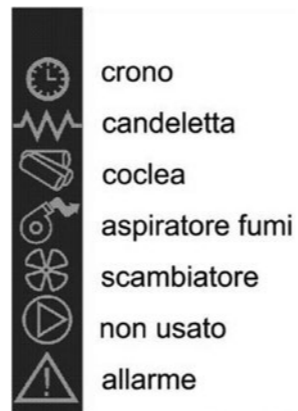 crono
candeletta
coclea
aspiratore fumi
scambiatore
non usato
allarme